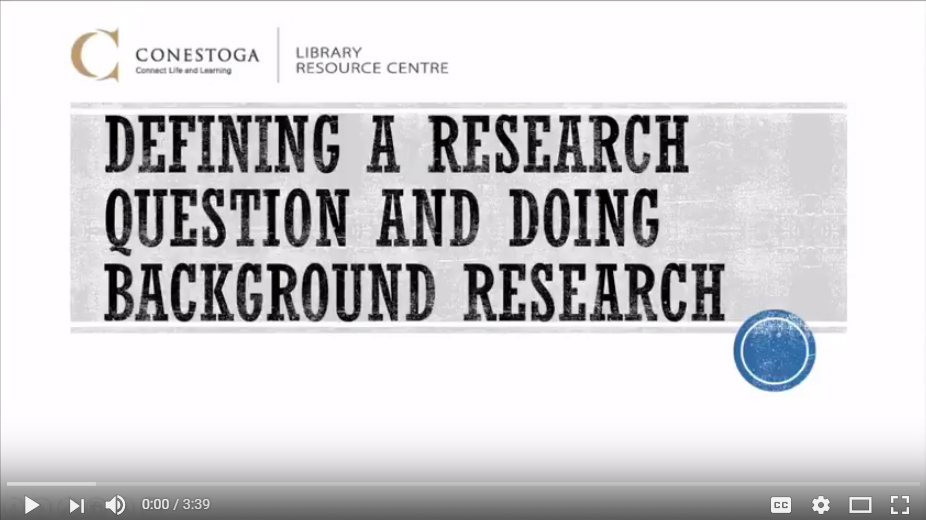 CONESTOGA
Connect Life and Learning
LIBRARY
RESOURCE CENTRE
DEFINING A RESEARCH
QUESTION AND DOING
BACKGROUND RESEARCH
0:00 / 3:39
CC